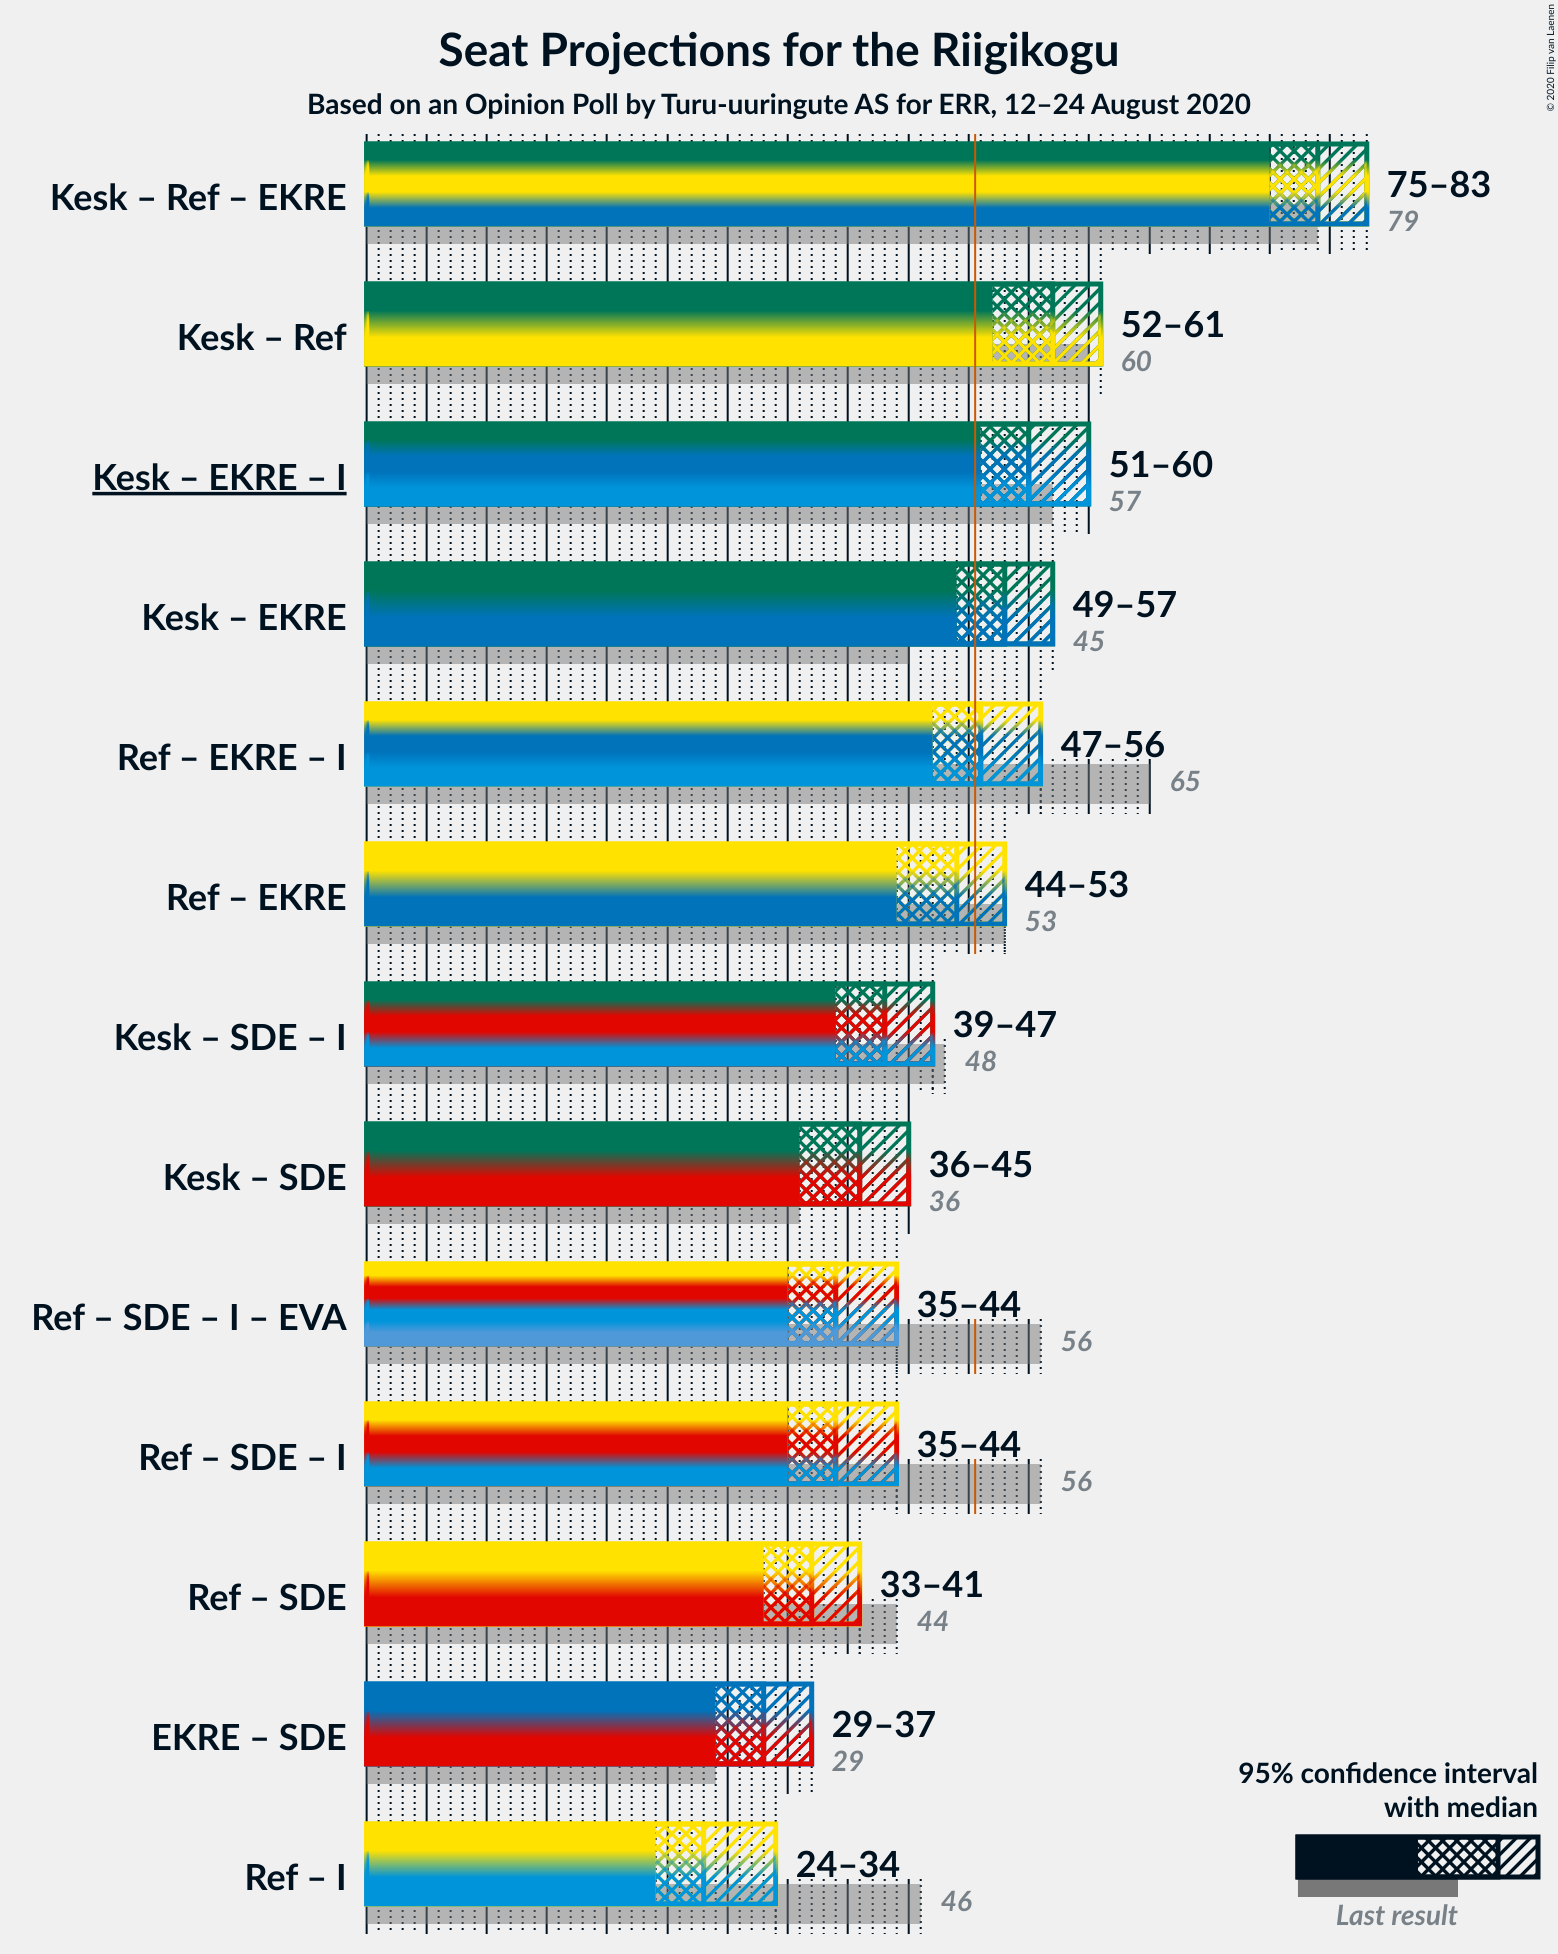 Seat Projections for the Riigikogu
Based on an Opinion Poll by Turu-uuringute AS for ERR, 12–24 August 2020
© 2020 Filip van Laenen
Kesk – Ref – EKRE
75–83
79
Kesk – Ref
52–61
60
Kesk – EKRE – I
51–60
57
Kesk – EKRE
49–57
45
Ref – EKRE – I
47–56
65
Ref – EKRE
44–53
53
Kesk – SDE – I
39–47
48
Kesk – SDE
36–45
36
Ref – SDE – I – EVA
35–44
56
Ref – SDE – I
35–44
56
Ref – SDE
33–41
44
EKRE – SDE
29–37
29
Ref – I
24–34
46
95% confidence interval
with median
Last result